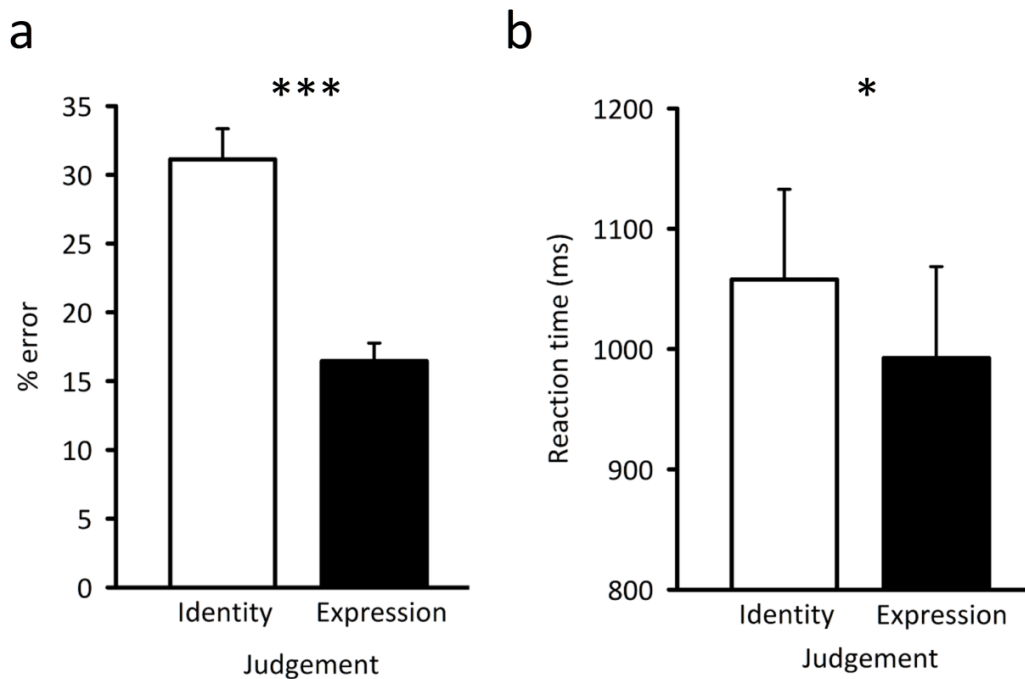 a
***
35
30
25
20
15
10
5
0
% error
Identity Expression
Judgement
b
*
1200
1100
1000
900
800
Reaction time (ms)
Identity Expression
Judgement